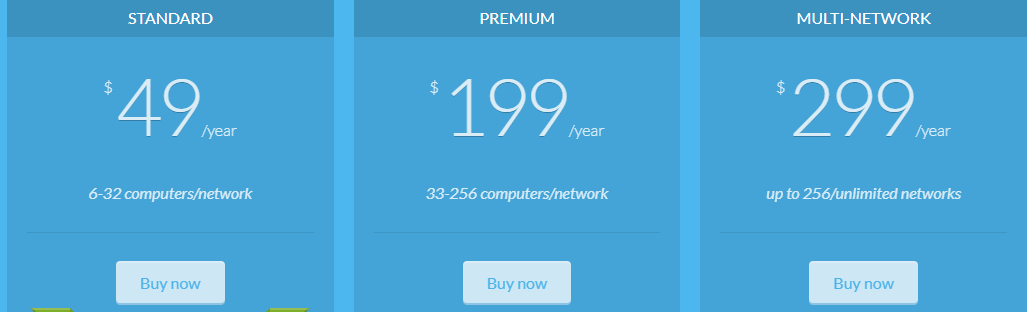 STANDARD
$49/year
6-32 computers/network
Buy now
PREMIUM
$199/year
33-256 computers/network
Buy now
MULTI-NETWORK
$299/year
up to 256/unlimited networks
Buy now